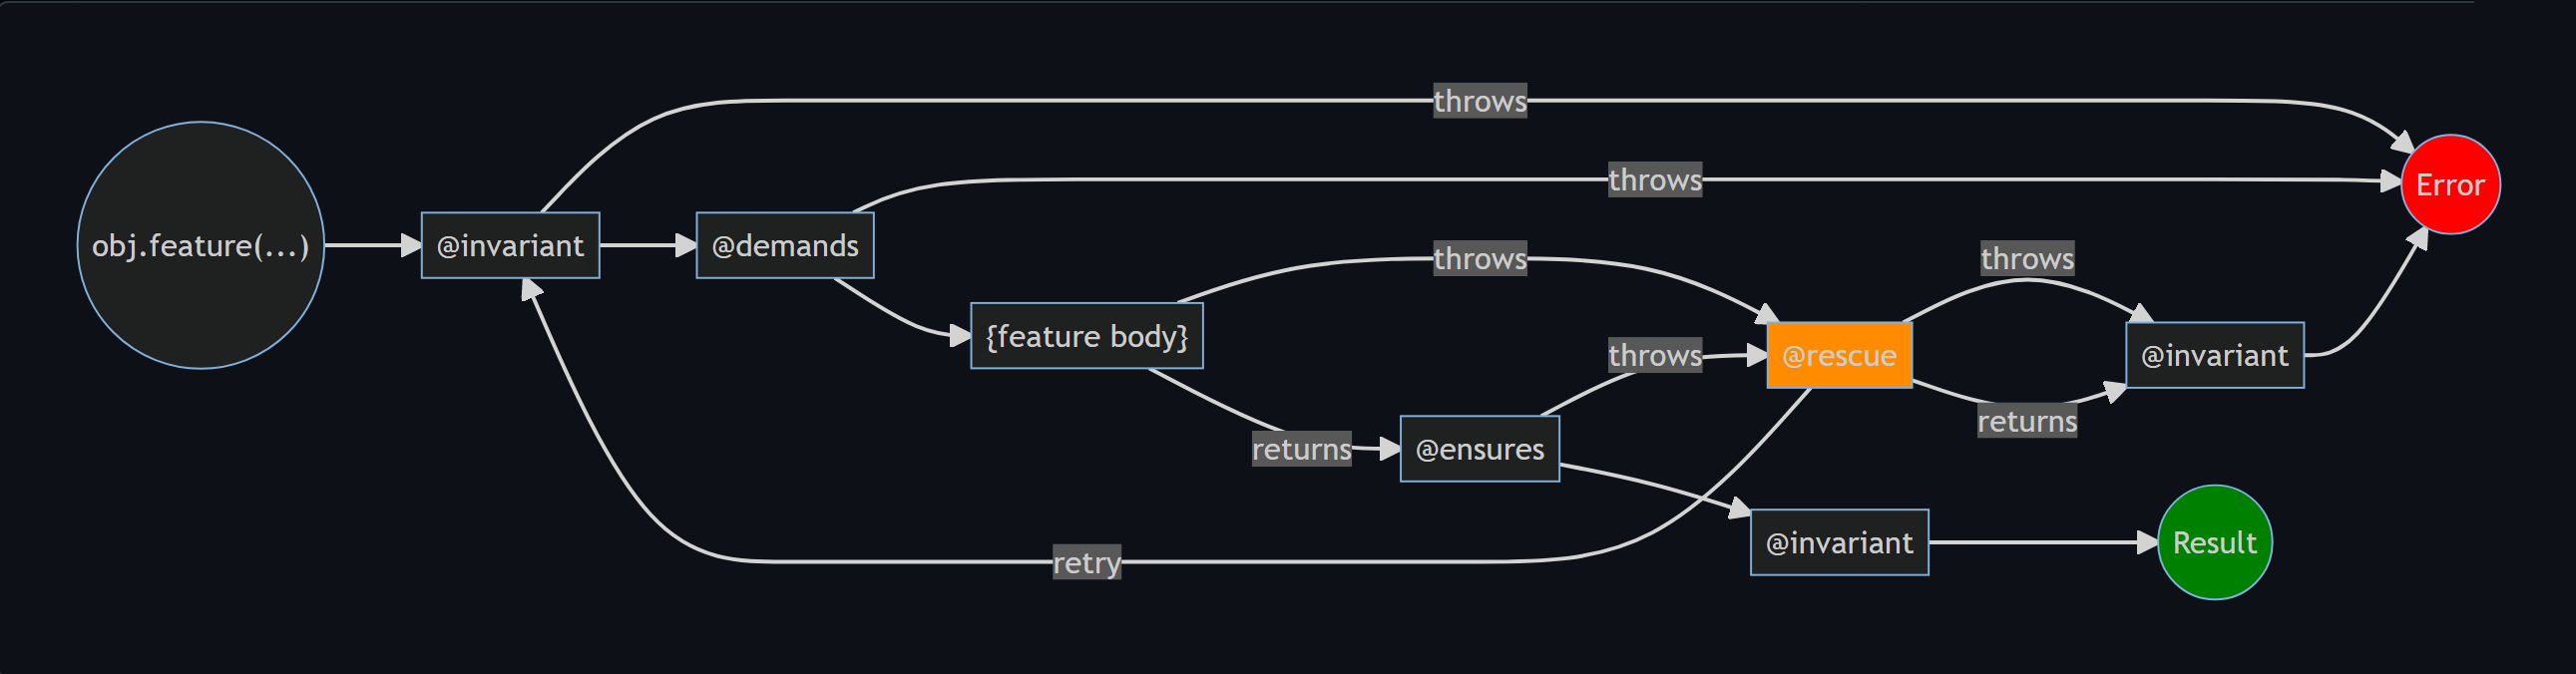 throws
throws
Error
obj.feature(...)
@invariant
@demands
throws
throws
{feature body}
throws
@rescue
@invariant
returns
returns
@ensures
@invariant
Result
retry